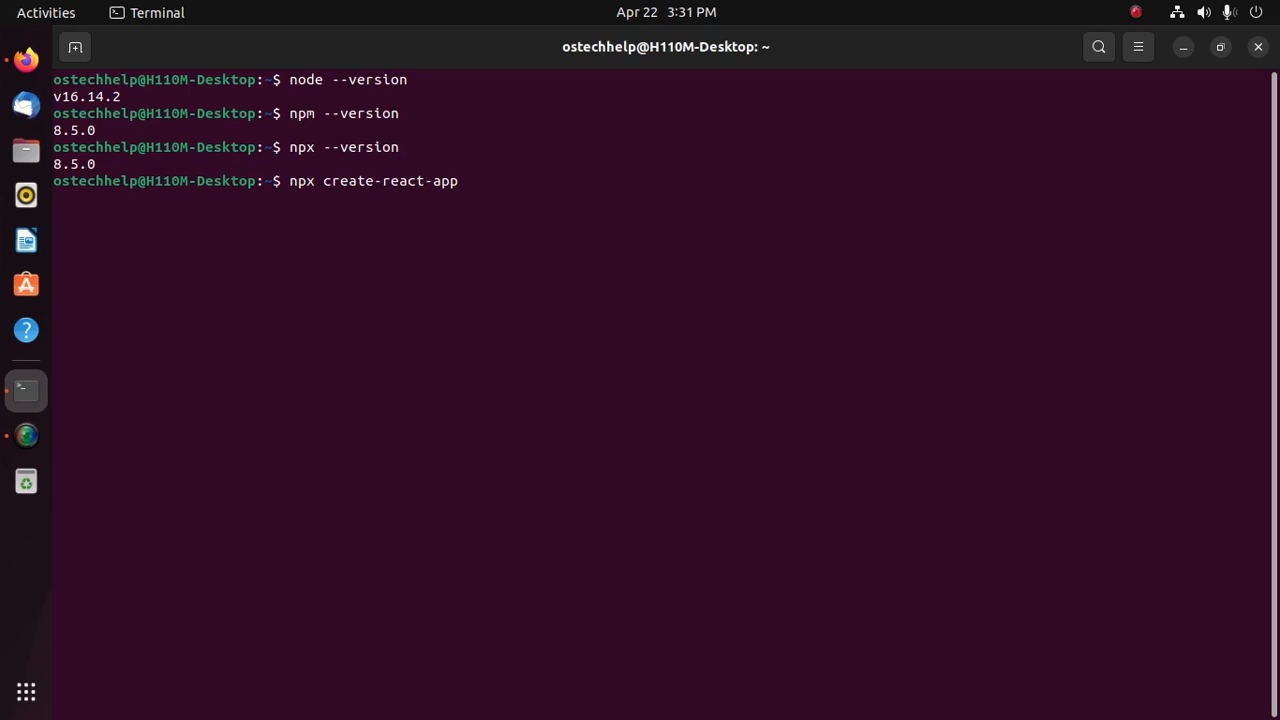 Activities
Terminal
Apr 22 3:31 PM
ostechhelp@H110M-Desktop: ~
ostechhelp@H110M-Desktop:~$ node --version
v16.14.2
ostechhelp@H110M-Desktop:~$ npm --version
8.5.0
ostechhelp@H110M-Desktop:~$ npx --version
8.5.0
ostechhelp@H110M-Desktop:~$ npx create-react-app